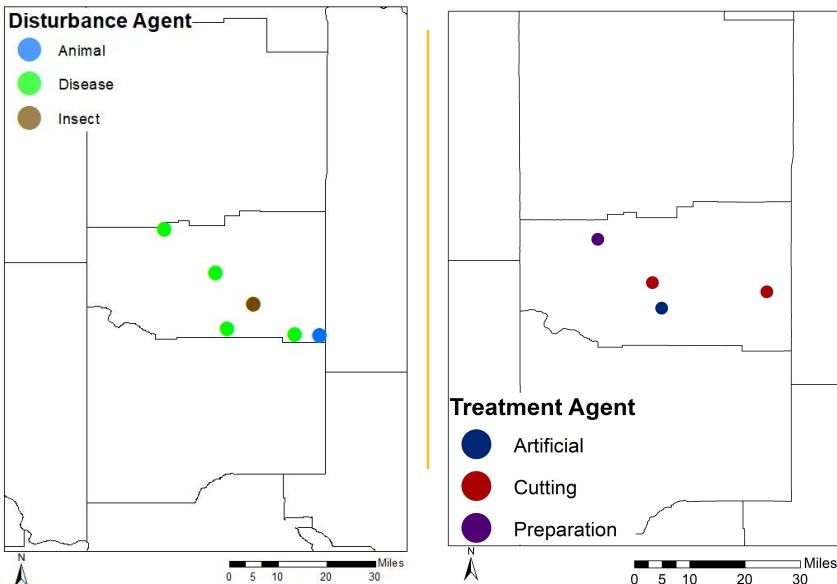 Disturbance Agent
Animal
Disease
Insect
N
Miles
0 5 10 20 30
Treatment Agent
Artificial
Cutting
Preparation
N
Miles
0 5 10 20 30